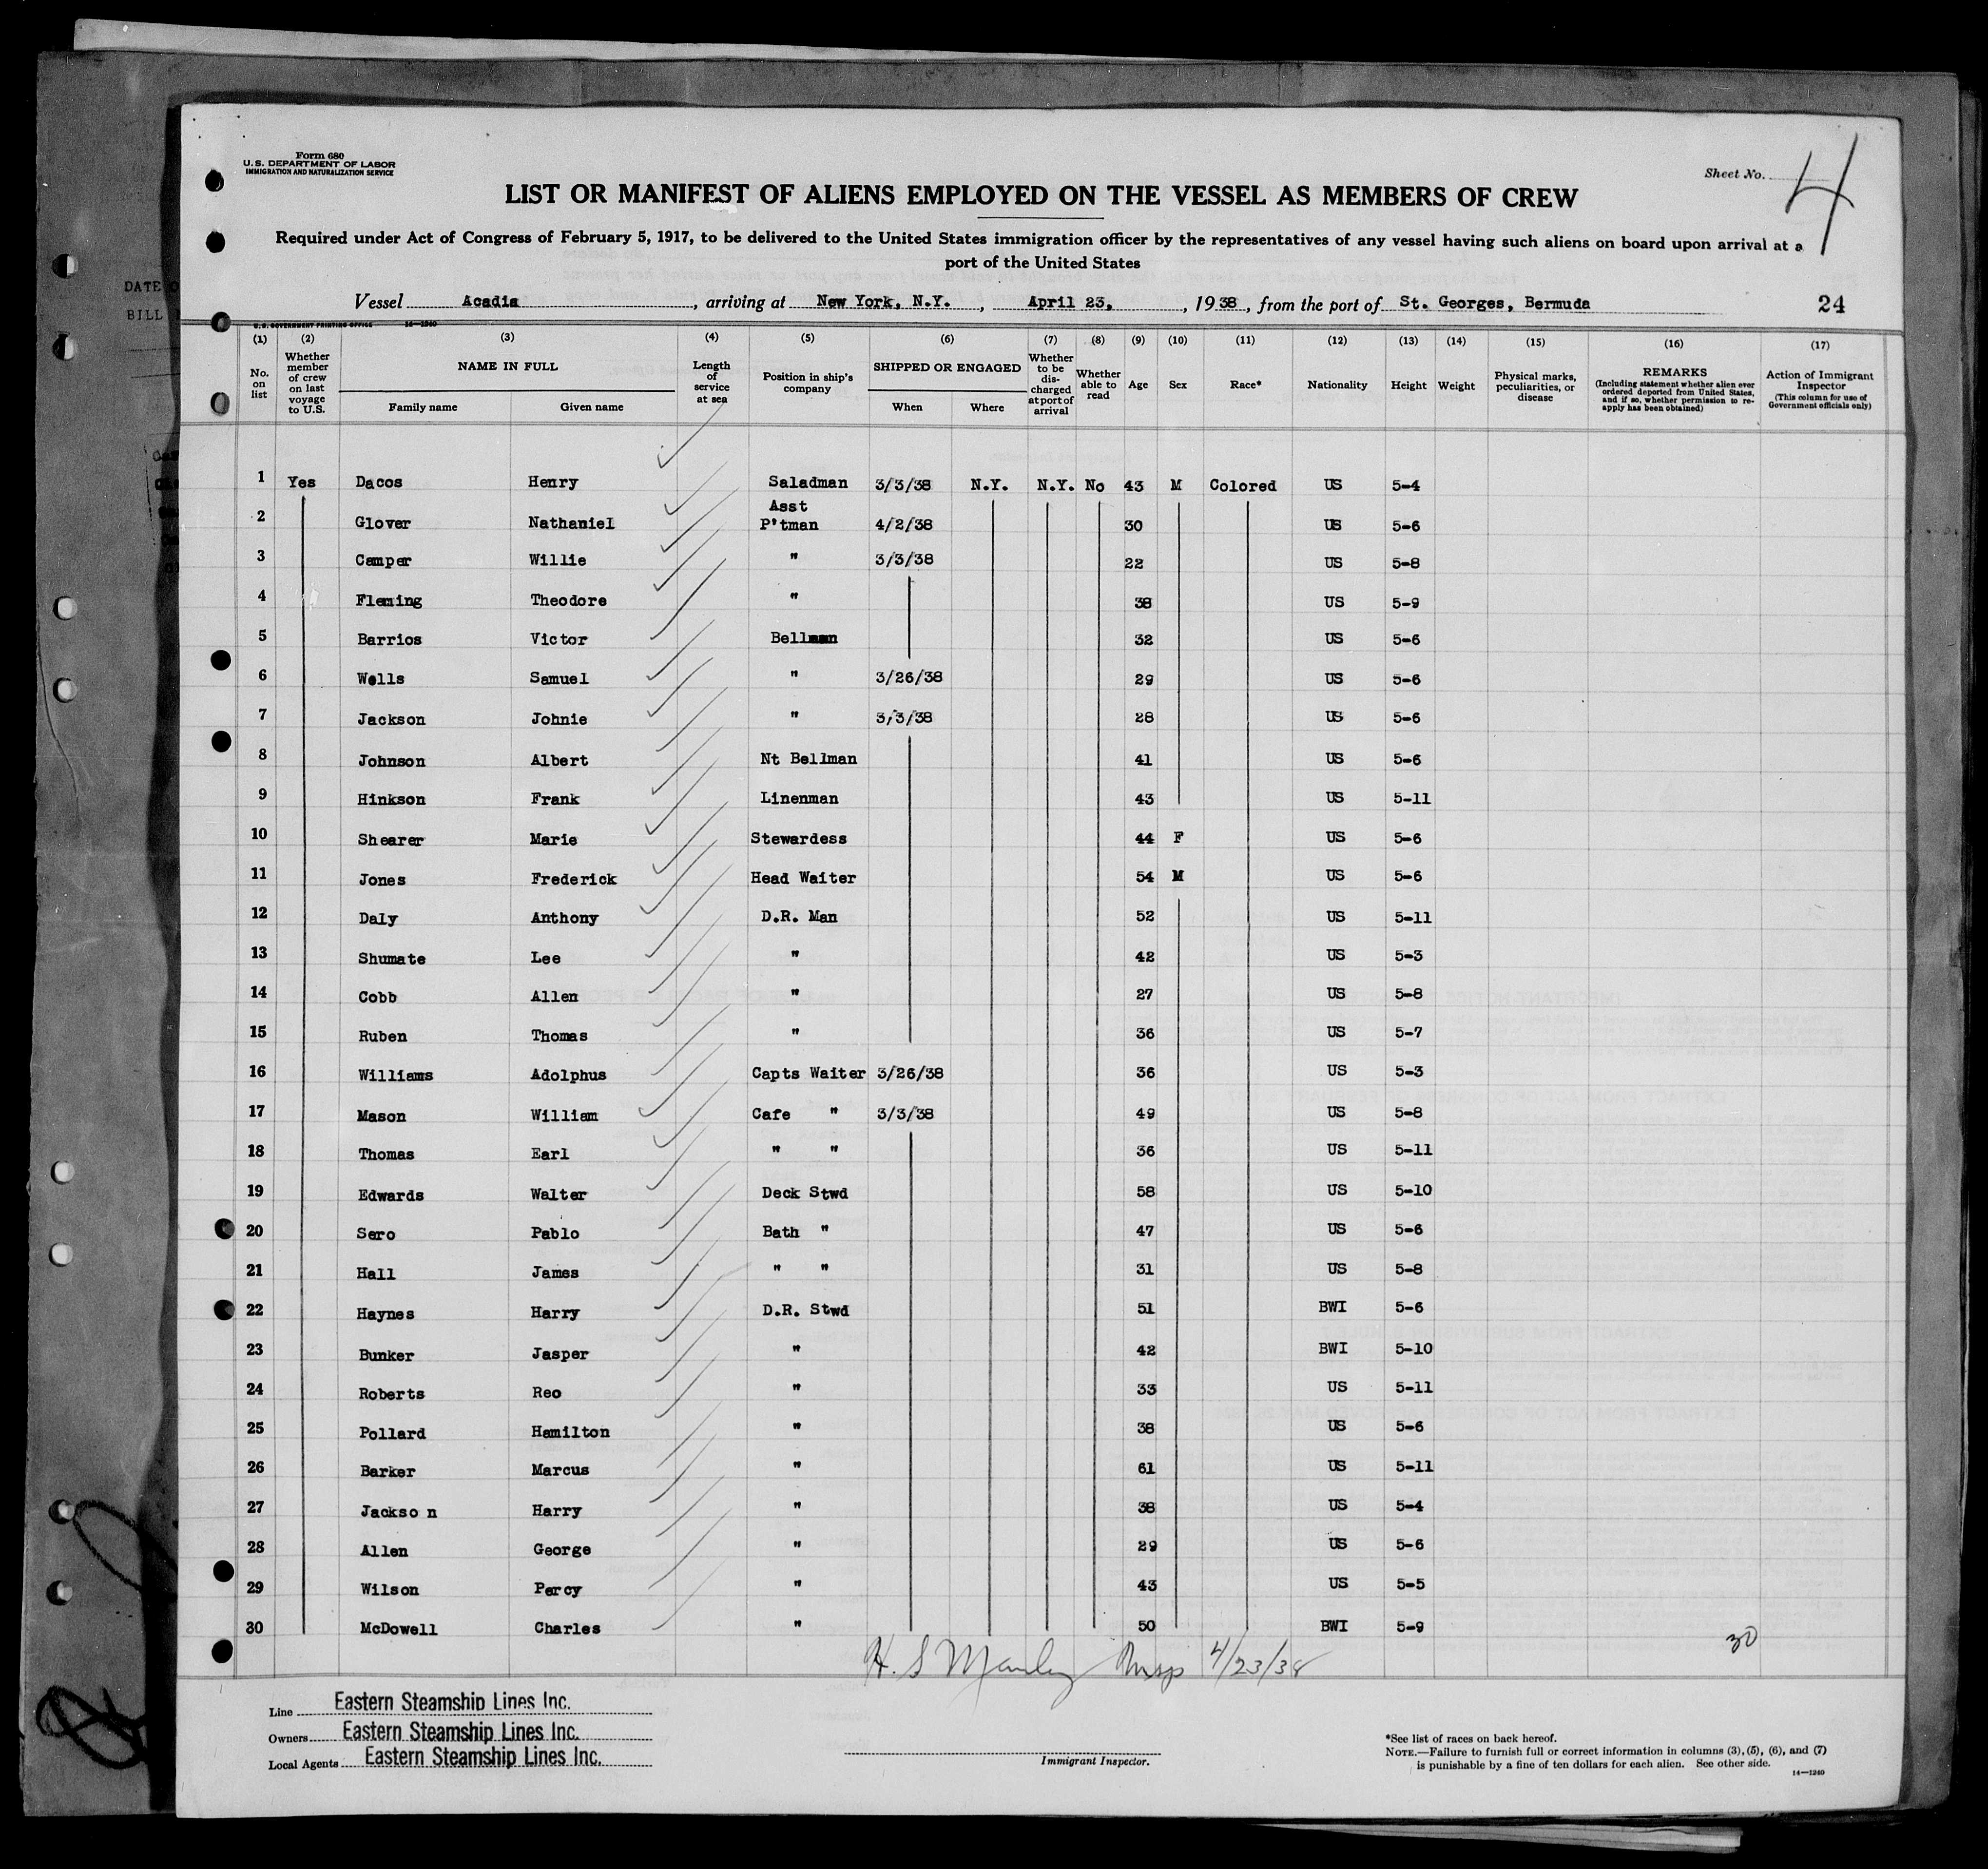 Form 680
U.S. DEPARTMENT OF LABOR
IMMIGRATION AND NATURALIZATION SERVICE
Sheet No. 4
LIST OR MANIFEST OF ALIENS EMPLOYED ON THE VESSEL AS MEMBERS OF CREW
Required under Act of Congress of February 5, 1917, to be delivered to the United States immigration officer by the representatives of any vessel having such aliens on board upon arrival at a
port of the United States
DATE
BILL
Vessel Acadia, arriving at New York, N.Y., April 23, 1938, from the port of St. Georges, Bermuda 24
U.S. GOVERNMENT PRINTING OFFICE 14—1240
(1) No. on list
(2) Whether member of crew on last voyage to U.S.
(3) NAME IN FULL
Family name Given name
(4) Length of service at sea
(5) Position in ship's company
(6) SHIPPED OR ENGAGED
When Where
(7) Whether to be discharged at port of arrival
(8) Whether able to read
(9) Age
(10) Sex
(11) Race*
(12) Nationality
(13) Height
(14) Weight
(15) Physical marks, peculiarities, or disease
(16) REMARKS
(Including statement whether alien ever ordered deported from United States, and if so, whether permission to re-apply has been obtained)
(17) Action of Immigrant Inspector
(This column for use of Government officials only)
1 Yes Dacos Henry Saladman 3/3/38 N.Y. N.Y. No 43 M Colored US 5-4
2 Glover Nathaniel Asst P'tman 4/2/38 30 US 5-6
3 Camper Willie " 3/3/38 22 US 5-8
4 Fleming Theodore " 38 US 5-9
5 Barrios Victor Bellman 32 US 5-6
6 Wells Samuel " 3/26/38 29 US 5-6
7 Jackson Johnie " 3/3/38 28 US 5-6
8 Johnson Albert Nt Bellman 41 US 5-6
9 Hinkson Frank Linenman 43 US 5-11
10 Shearer Marie Stewardess 44 F US 5-6
11 Jones Frederick Head Waiter 54 M US 5-6
12 Daly Anthony D.R. Man 52 US 5-11
13 Shumate Lee " 42 US 5-3
14 Cobb Allen " 27 US 5-8
15 Ruben Thomas " 36 US 5-7
16 Williams Adolphus Capts Waiter 3/26/38 36 US 5-3
17 Mason William Cafe " 3/3/38 49 US 5-8
18 Thomas Earl " " 36 US 5-11
19 Edwards Walter Deck Stwd 58 US 5-10
20 Sero Pablo Bath " 47 US 5-6
21 Hall James " " 31 US 5-8
22 Haynes Harry D.R. Stwd 51 BWI 5-6
23 Bunker Jasper " 42 BWI 5-10
24 Roberts Reo " 33 US 5-11
25 Pollard Hamilton " 38 US 5-6
26 Barker Marcus " 61 US 5-11
27 Jackso n Harry " 38 US 5-4
28 Allen George " 29 US 5-6
29 Wilson Percy " 43 US 5-5
30 McDowell Charles " 50 BWI 5-9
30
H. S Manley Insp 4/23/38
Line Eastern Steamship Lines Inc.
Owners Eastern Steamship Lines Inc.
Local Agents Eastern Steamship Lines Inc.
Immigrant Inspector.
*See list of races on back hereof.
NOTE.—Failure to furnish full or correct information in columns (3), (5), (6), and (7)
is punishable by a fine of ten dollars for each alien. See other side.
14—1240